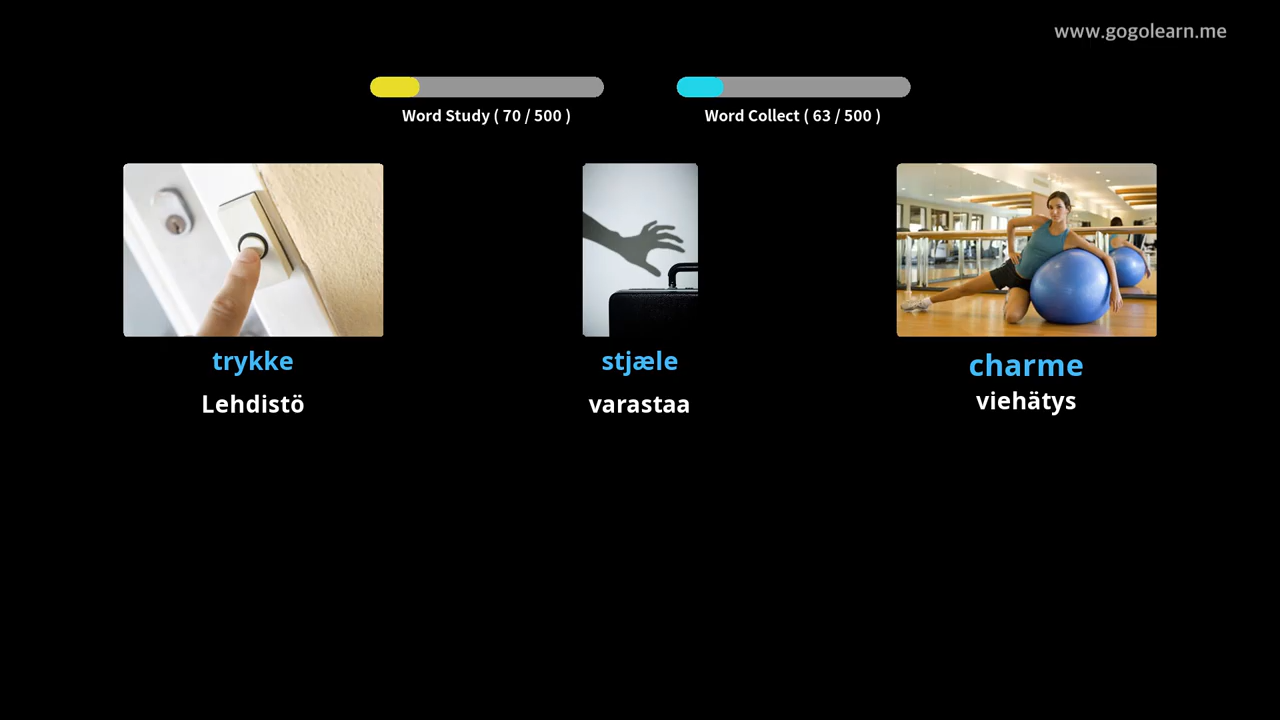 www.gogolearn.me
Word Study ( 70 / 500 )
Word Collect ( 63 / 500 )
trykke
Lehdistö
stjæle
varastaa
charme
viehätys